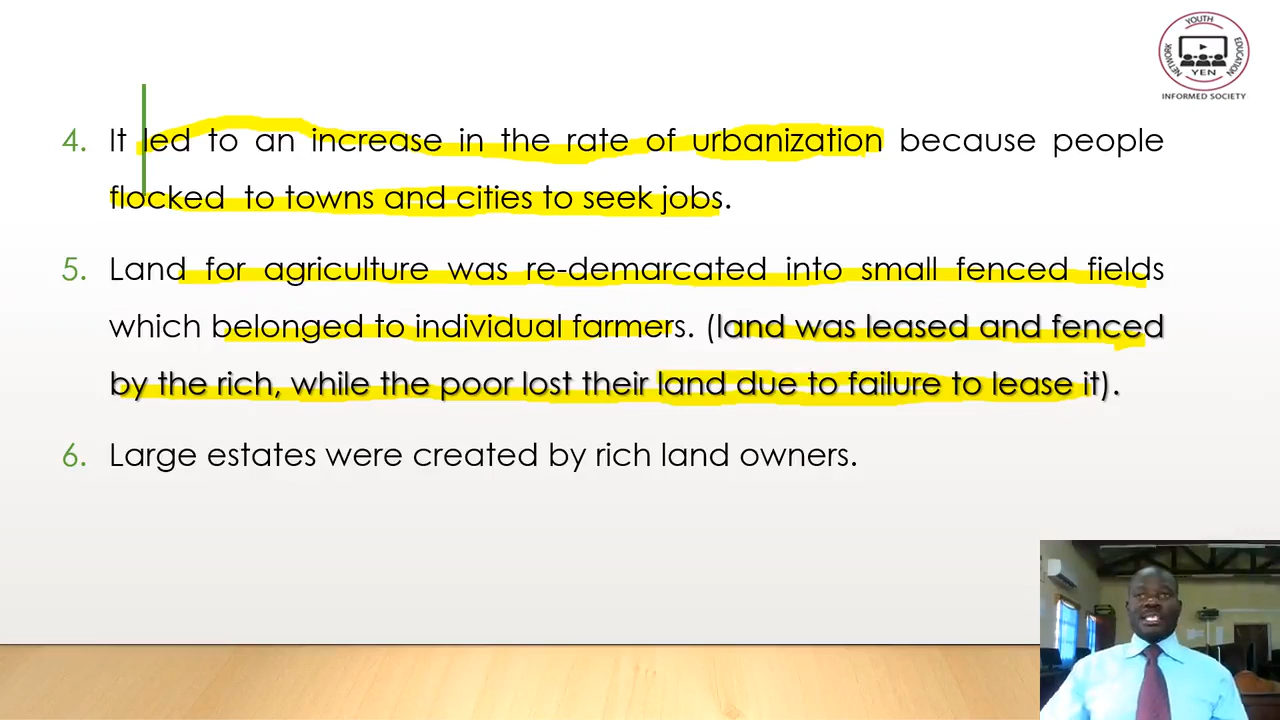 YOUTH EDUCATION NETWORK
YEN
INFORMED SOCIETY
4. It led to an increase in the rate of urbanization because people
flocked to towns and cities to seek jobs.
5. Land for agriculture was re-demarcated into small fenced fields
which belonged to individual farmers. (land was leased and fenced
by the rich, while the poor lost their land due to failure to lease it).
6. Large estates were created by rich land owners.